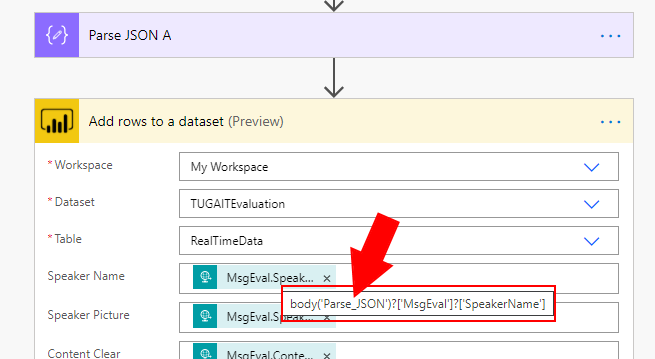 Parse JSON A
Add rows to a dataset (Preview)
* Workspace
My Workspace
* Dataset
TUGAITEvaluation
* Table
RealTimeData
Speaker Name
MsgEval.Speak... ×
body('Parse_JSON')?['MsgEval']?['SpeakerName']
Speaker Picture
MsgEval.Spea...
Content Clear
MsgEval.Conte... ×